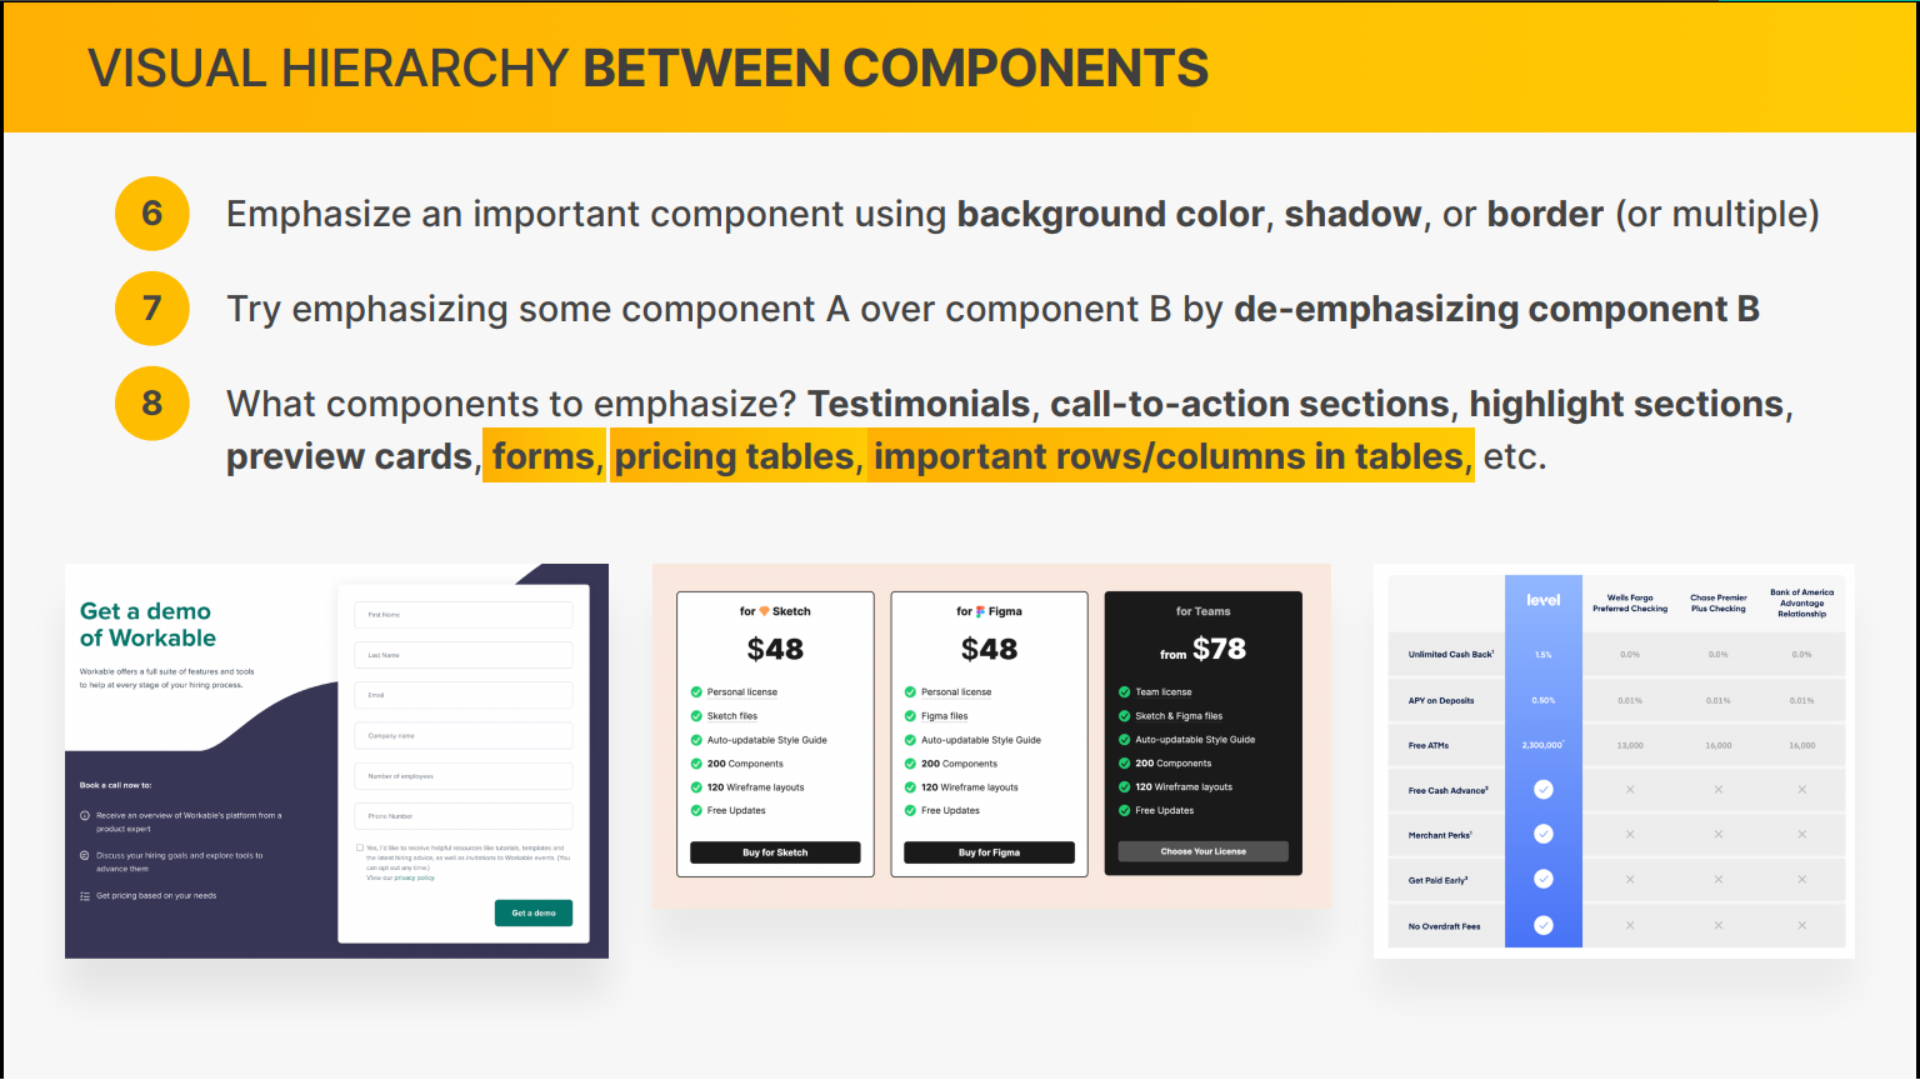 VISUAL HIERARCHY BETWEEN COMPONENTS
6
Emphasize an important component using background color, shadow, or border (or multiple)
7
Try emphasizing some component A over component B by de-emphasizing component B
8
What components to emphasize? Testimonials, call-to-action sections, highlight sections,
preview cards, forms, pricing tables, important rows/columns in tables, etc.
Get a demo
of Workable
Workable offers a full suite of features and tools
to help at every stage of your hiring process.
Book a call now to:
Receive an overview of Workable's platform from a
product expert
Discuss your hiring goals and explore tools to
advance them
Get pricing based on your needs
First Name
Last Name
Email
Company name
Number of employees
Phone Number
Yes, I'd like to receive helpful resources like tutorials, templates and
the latest hiring advice, as well as invitations to Workable events. (You
can opt out any time.)
View our privacy policy
Get a demo
for Sketch
$48
Personal license
Sketch files
Auto-updatable Style Guide
200 Components
120 Wireframe layouts
Free Updates
Buy for Sketch
for Figma
$48
Personal license
Figma files
Auto-updatable Style Guide
200 Components
120 Wireframe layouts
Free Updates
Buy for Figma
for Teams
from $78
Team license
Sketch & Figma files
Auto-updatable Style Guide
200 Components
120 Wireframe layouts
Free Updates
Choose Your License
level
Wells Fargo
Preferred Checking
Chase Premier
Plus Checking
Bank of America
Advantage
Relationship
Unlimited Cash Back¹ 1.5% 0.0% 0.0% 0.0%
APY on Deposits 0.50% 0.01% 0.01% 0.01%
Free ATMs 2,300,000* 13,000 16,000 16,000
Free Cash Advance²
Merchant Perks¹
Get Paid Early³
No Overdraft Fees